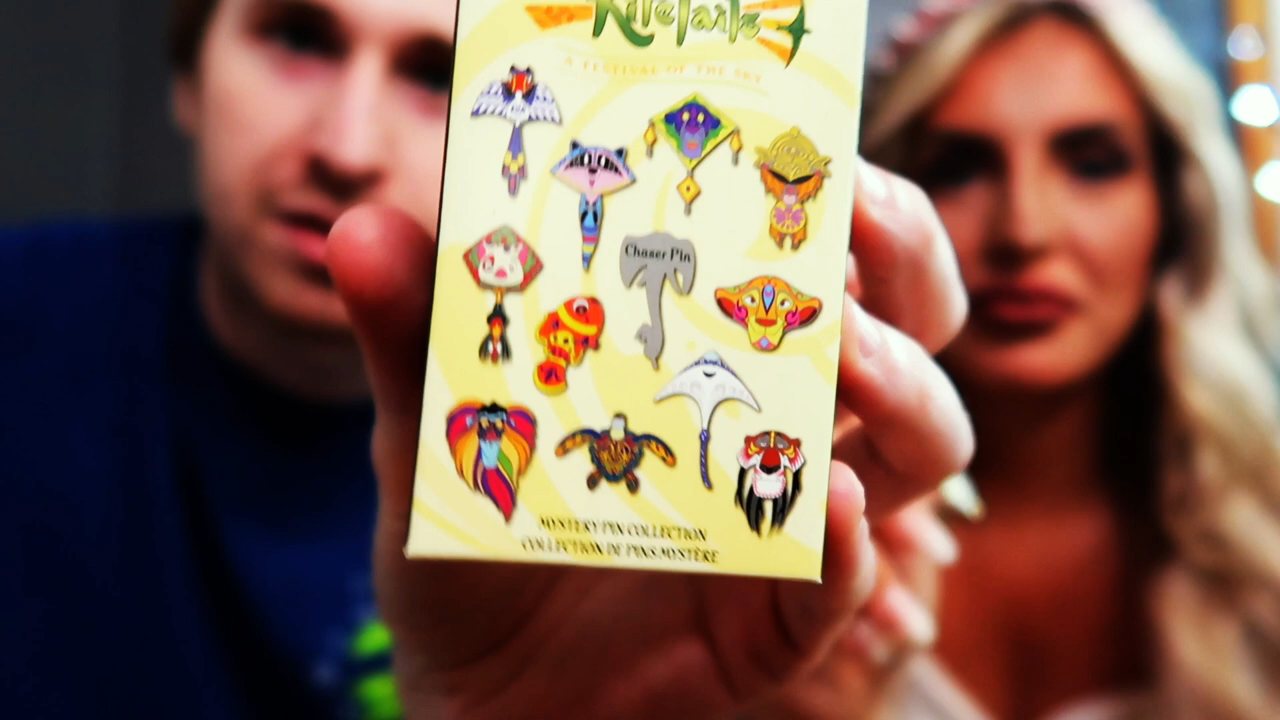 KiteTails
A FESTIVAL OF THE SKY
Chaser Pin
MYSTERY PIN COLLECTION
COLLECTION DE PINS MYSTÈRE